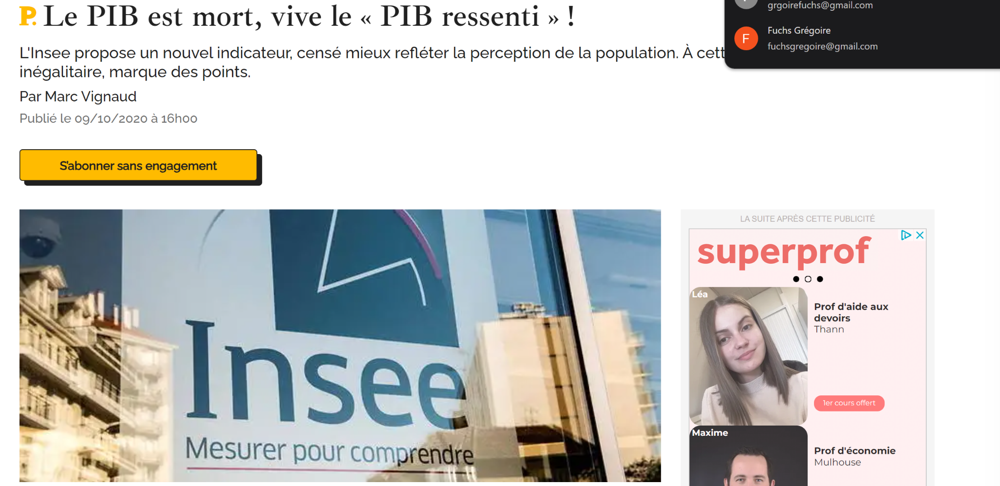 P. Le PIB est mort, vive le « PIB ressenti » !
L'Insee propose un nouvel indicateur, censé mieux refléter la perception de la population. À cett
inégalitaire, marque des points.
Par Marc Vignaud
Publié le 09/10/2020 à 16h00
S'abonner sans engagement
grgoirefuchs@gmail.com
F
Fuchs Grégoire
fuchsgregoire@gmail.com
Insee
Mesurer pour comprendre
LA SUITE APRÈS CETTE PUBLICITÉ
superprof
Léa
Prof d'aide aux
devoirs
Thann
1er cours offert
Maxime
Prof d'économie
Mulhouse